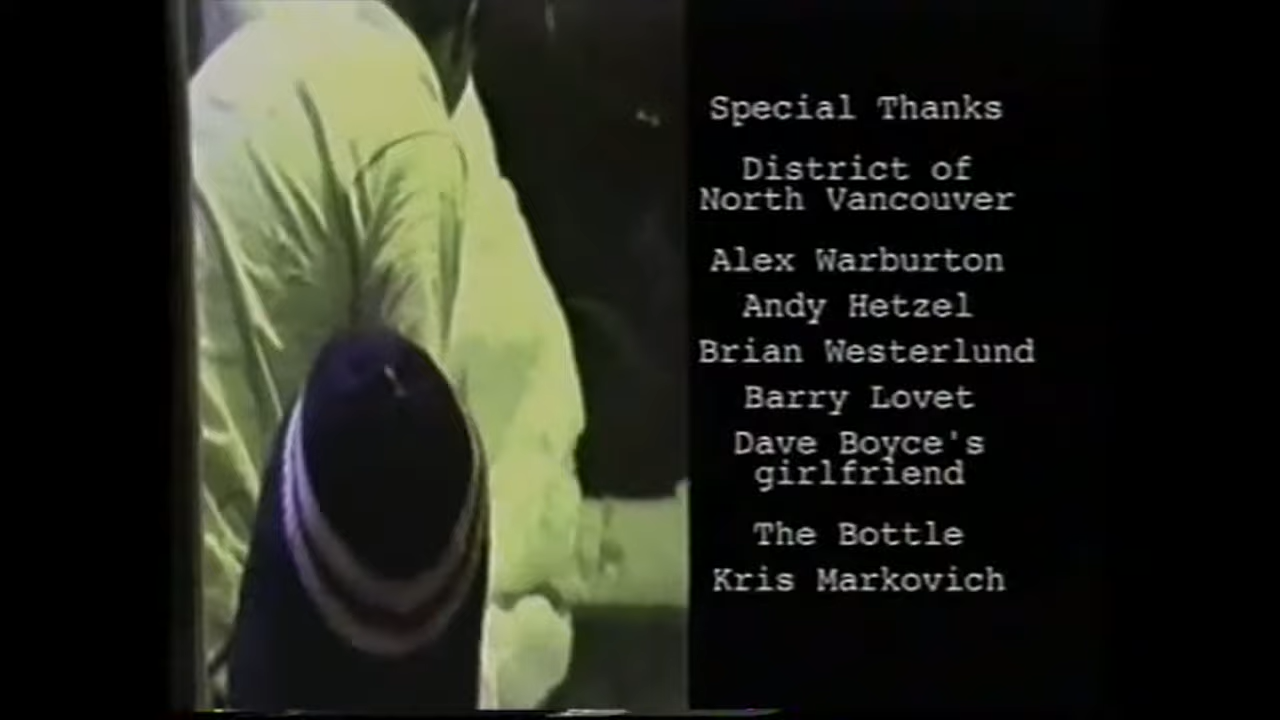 Special Thanks
District of
North Vancouver
Alex Warburton
Andy Hetzel
Brian Westerlund
Barry Lovet
Dave Boyce's
girlfriend
The Bottle
Kris Markovich